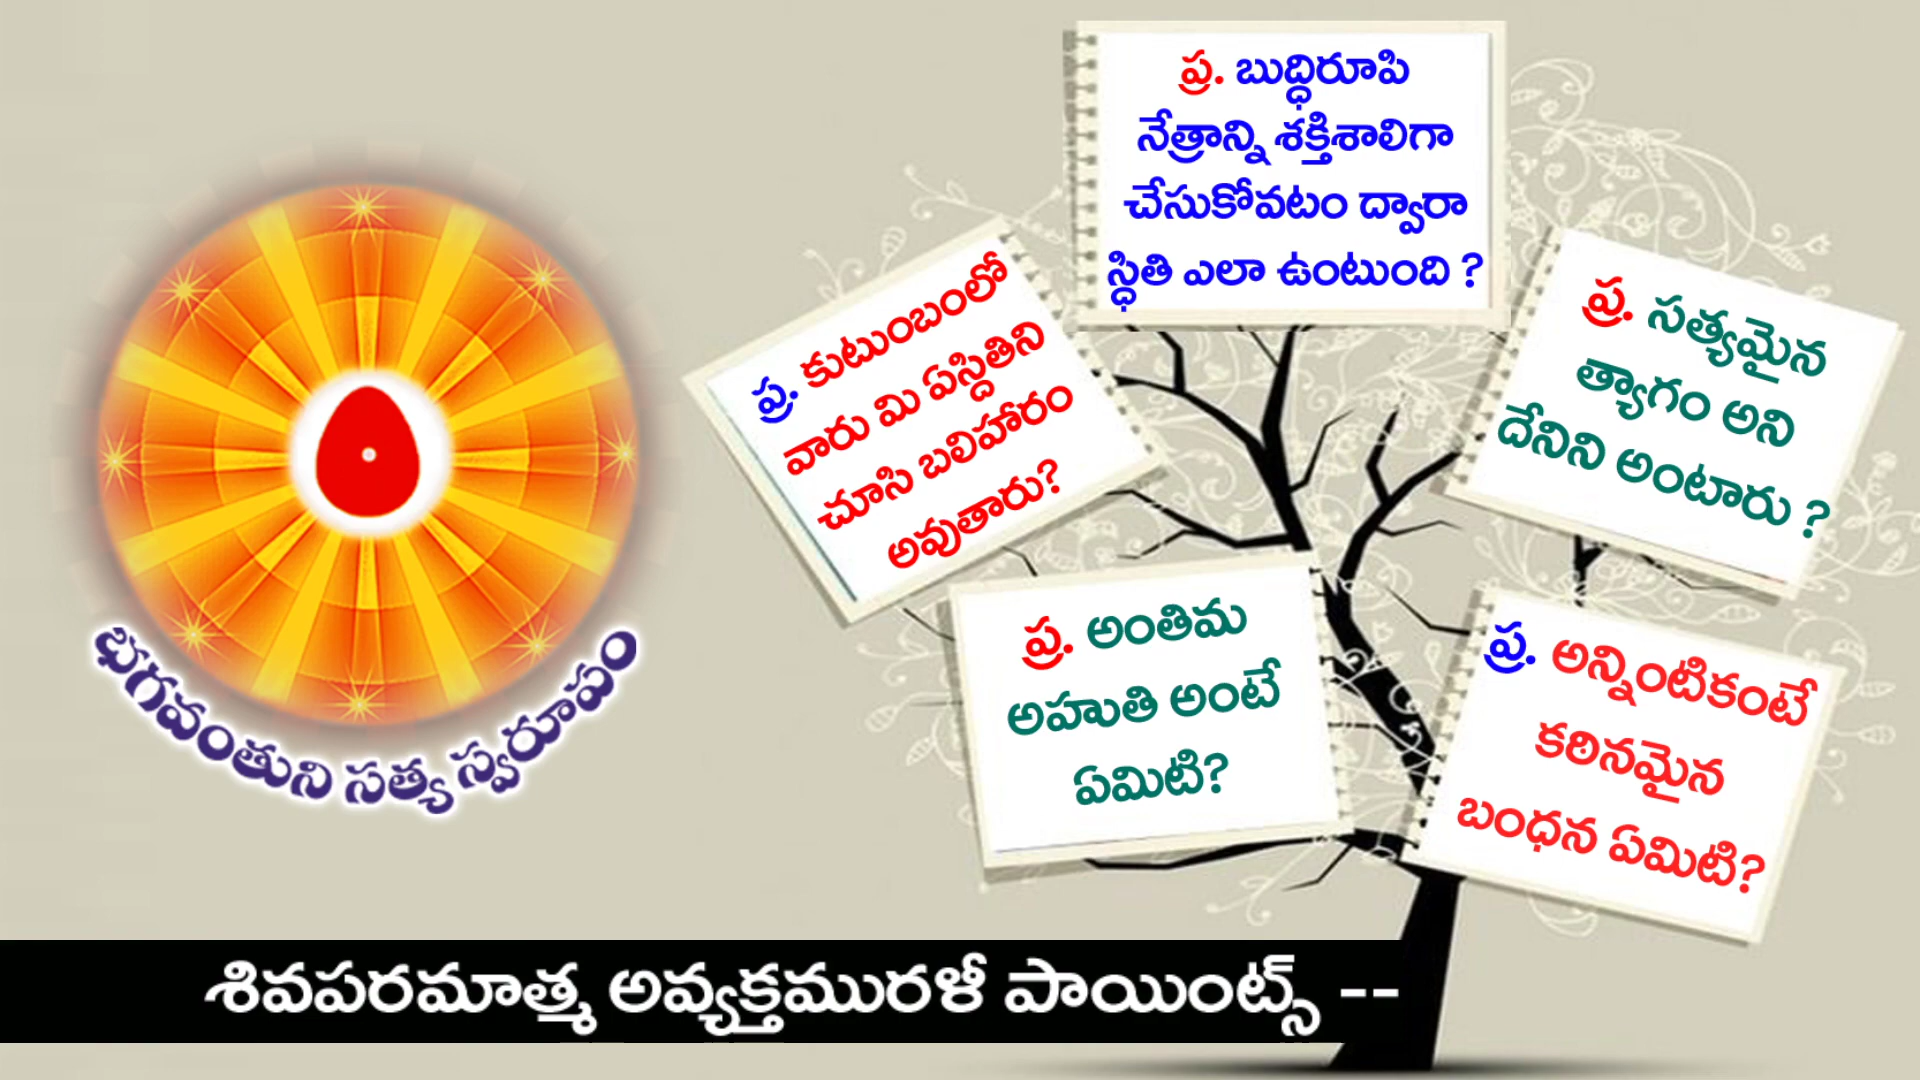 ప్ర. బుద్ధిరూపి
నేత్రాన్ని శక్తిశాలిగా
చేసుకోవటం ద్వారా
స్ధితి ఎలా ఉంటుంది ?
ప్ర. కుటుంబంలో
వారు మి ఏస్దితిని
చూసి బలిహారం
అవుతారు?
ప్ర. సత్యమైన
త్యాగం అని
దేనిని అంటారు ?
ప్ర. అంతిమ
అహుతి అంటే
ఏమిటి?
ప్ర. అన్నింటికంటే
కఠినమైన
బంధన ఏమిటి?
భగవంతుని సత్య స్వరూపం
శివపరమాత్మ అవ్యక్తమురళీ పాయింట్స్ --